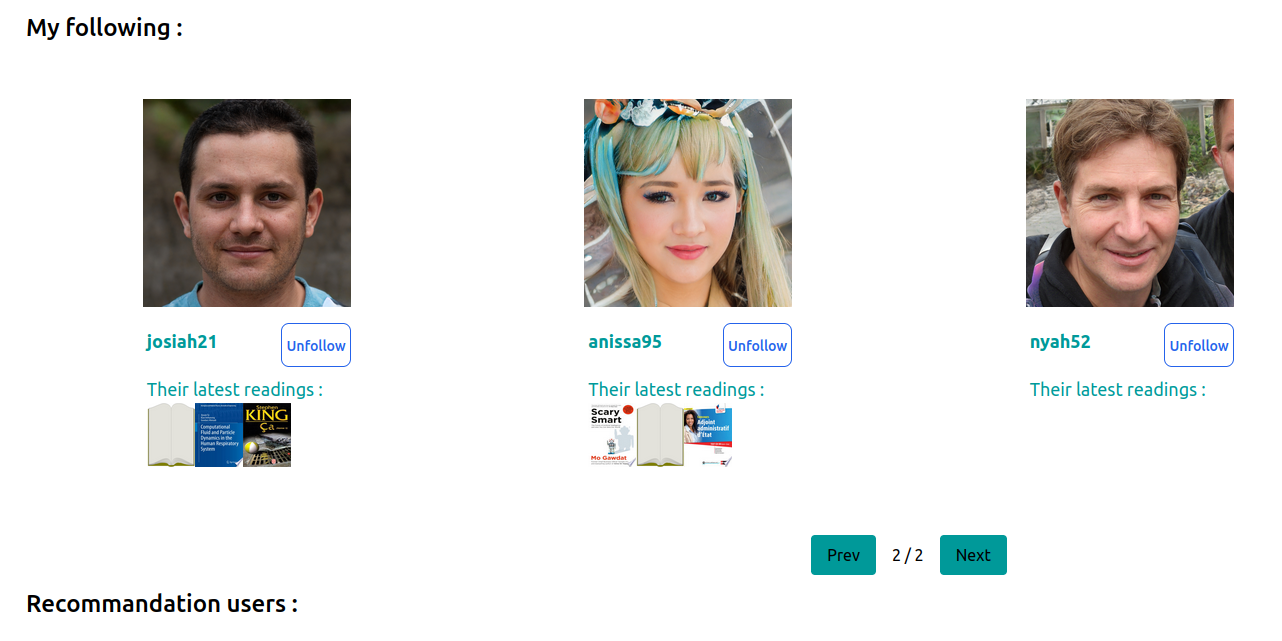 My following :
josiah21
Unfollow
Their latest readings :
Computational
Fluid and Particle
Dynamics in the
Human Respiratory
System
Stephen
KING
Ça
anissa95
Unfollow
Their latest readings :
Scary
Smart
Mo Gawdat
Adjoint
administratif
d'État
nyah52
Unfollow
Their latest readings :
Prev
2 / 2
Next
Recommandation users :